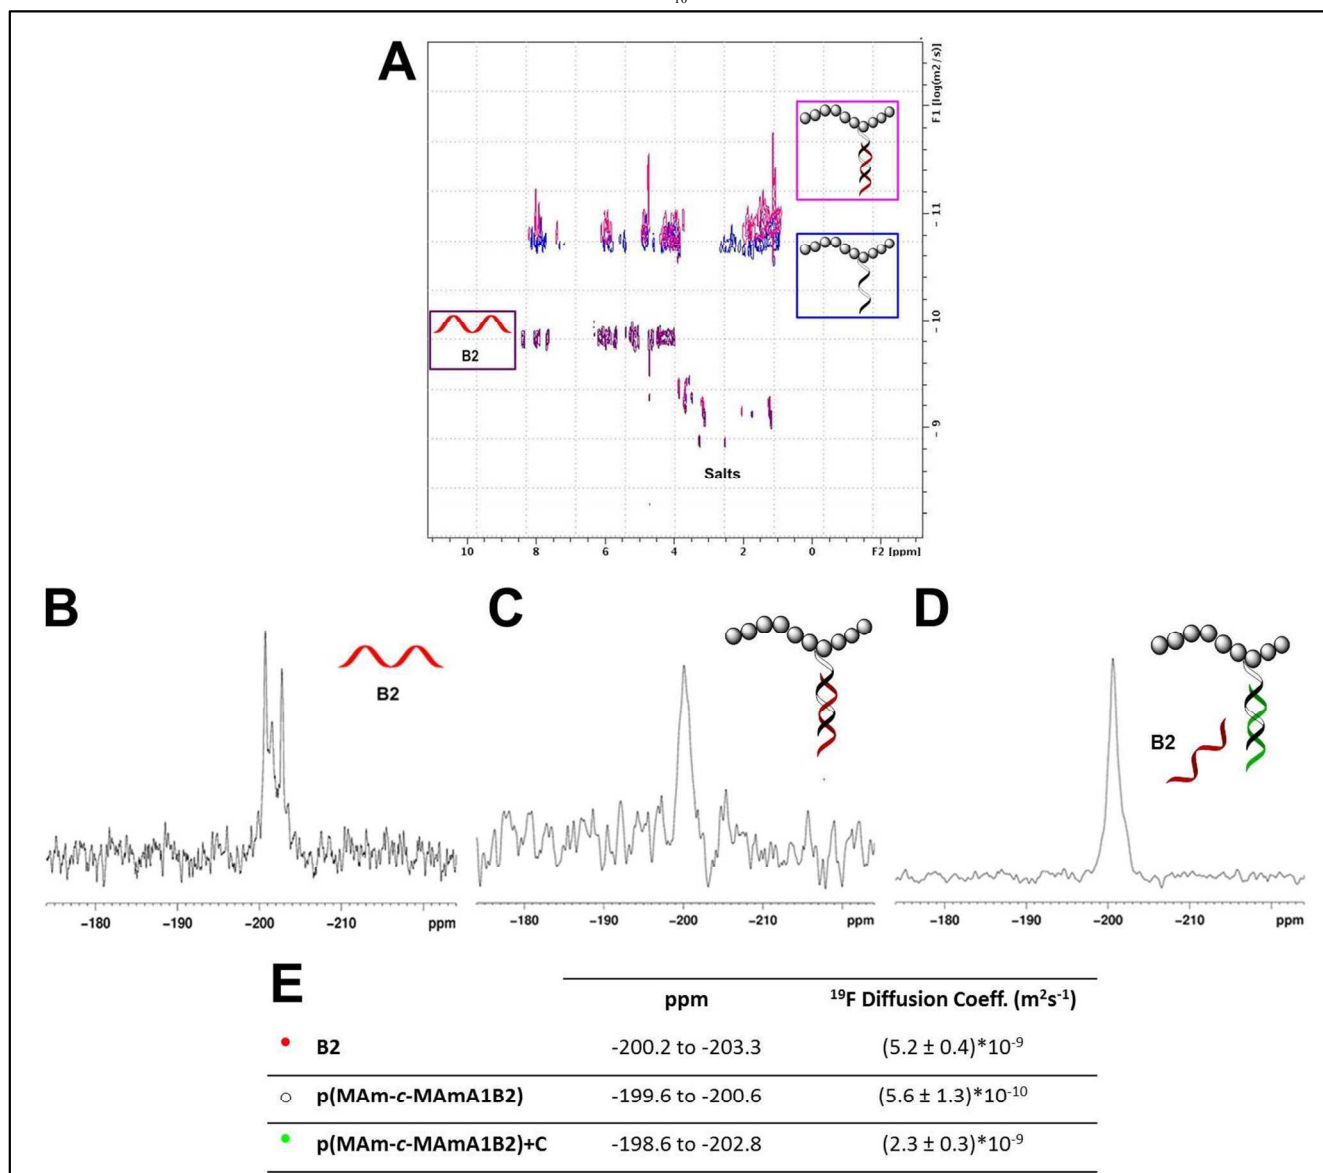 10
A
F1 [log(m2/s)]
- 11
- 10
- 9
B2
Salts
10 8 6 4 2 0 F2 [ppm]
B
B2
−180 −190 −200 −210 ppm
C
−180 −190 −200 −210 ppm
D
B2
−180 −190 −200 −210 ppm
E
ppm ¹⁹F Diffusion Coeff. (m²s⁻¹)
B2 -200.2 to -203.3 (5.2 ± 0.4)*10⁻⁹
p(MAm-c-MAmA1B2) -199.6 to -200.6 (5.6 ± 1.3)*10⁻¹⁰
p(MAm-c-MAmA1B2)+C -198.6 to -202.8 (2.3 ± 0.3)*10⁻⁹